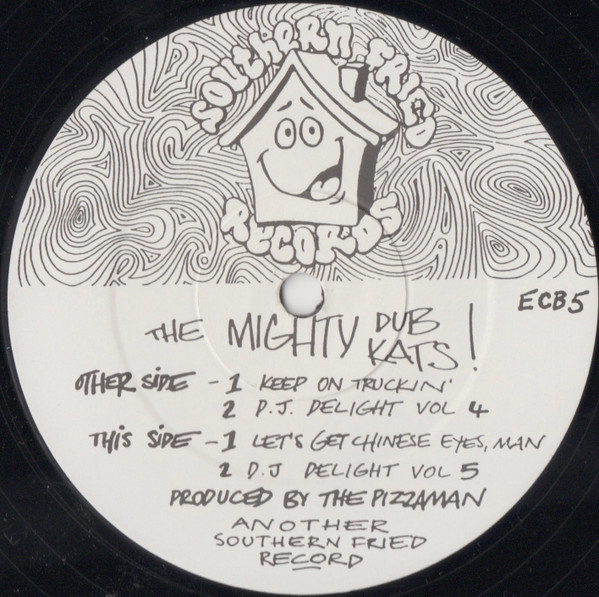 SOUTHERN FRIED
RECORDS
ECB5
THE MIGHTY DUB KATS!
OTHER SIDE - 1 KEEP ON TRUCKIN'
2 D.J. DELIGHT VOL 4
THIS SIDE - 1 LET'S GET CHINESE EYES, MAN
2 D.J DELIGHT VOL 5
PRODUCED BY THE PIZZAMAN
ANOTHER
SOUTHERN FRIED
RECORD